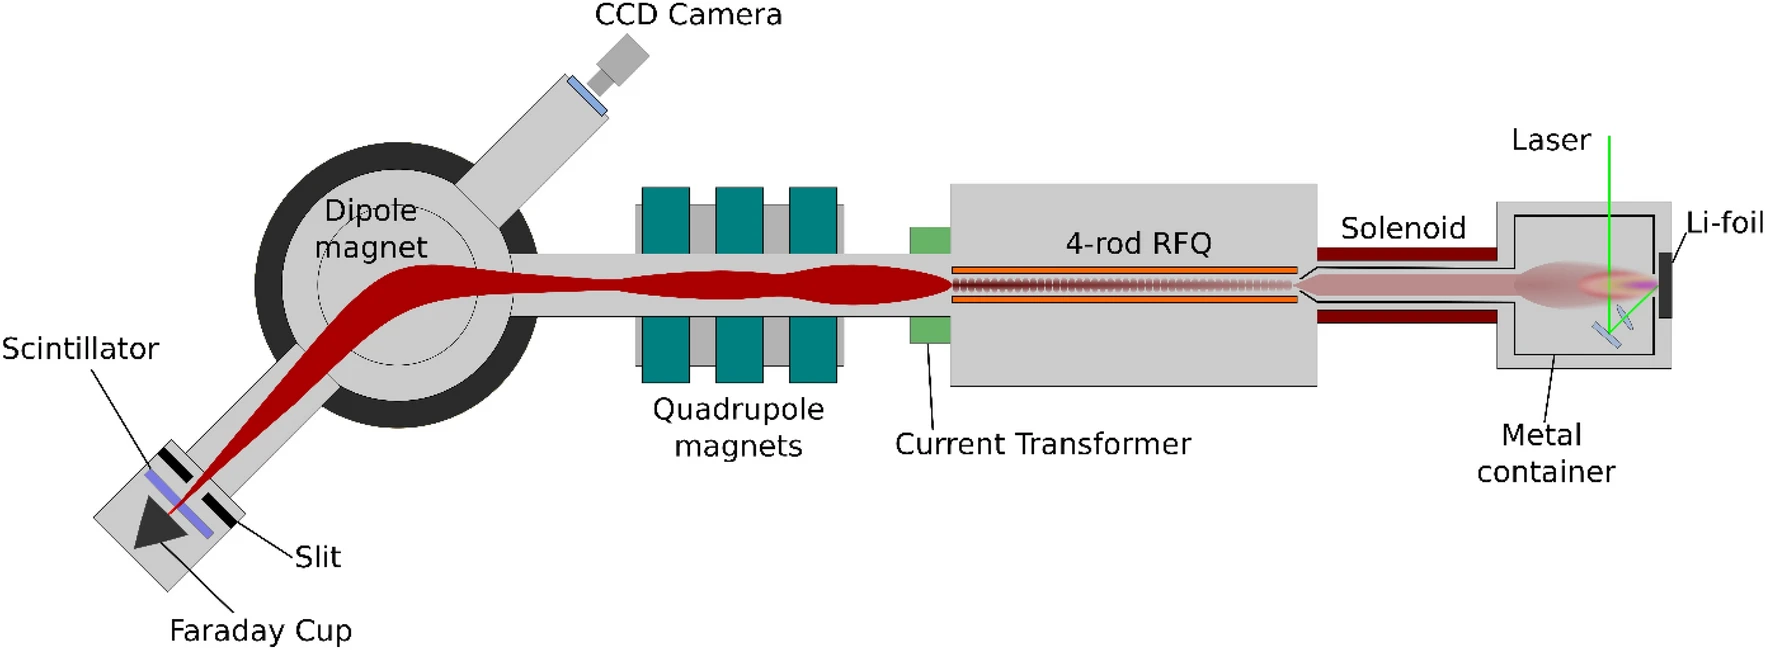 CCD Camera
Laser
Dipole
magnet
Li-foil
Solenoid
4-rod RFQ
Scintillator
Quadrupole
magnets
Current Transformer
Metal
container
Slit
Faraday Cup